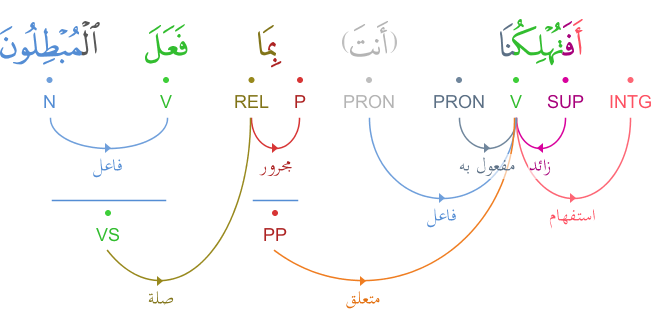 أَفَتُهۡلِكُنَا (أَنتَ) بِمَا فَعَلَ ٱلۡمُبۡطِلُونَ
N V REL P PRON PRON V SUP INTG
زائد مفعول به مجرور فاعل
استفهام فاعل
VS PP
متعلق صلة